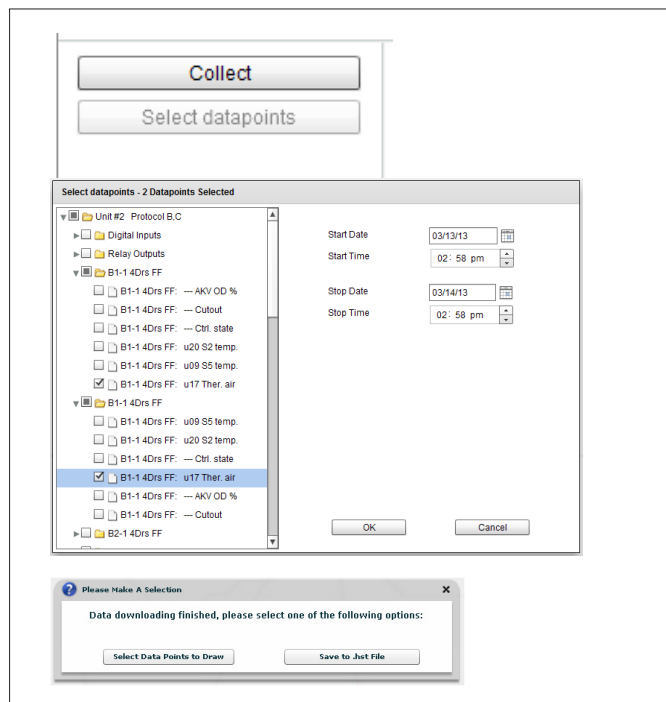 Collect
Select datapoints
Select datapoints - 2 Datapoints Selected
Unit #2 Protocol B,C
Digital Inputs
Relay Outputs
B1-1 4Drs FF
B1-1 4Drs FF: --- AKV OD %
B1-1 4Drs FF: --- Cutout
B1-1 4Drs FF: --- Ctrl. state
B1-1 4Drs FF: u20 S2 temp.
B1-1 4Drs FF: u09 S5 temp.
B1-1 4Drs FF: u17 Ther. air
B1-1 4Drs FF
B1-1 4Drs FF: u09 S5 temp.
B1-1 4Drs FF: u20 S2 temp.
B1-1 4Drs FF: --- Ctrl. state
B1-1 4Drs FF: u17 Ther. air
B1-1 4Drs FF: --- AKV OD %
B1-1 4Drs FF: --- Cutout
B2-1 4Drs FF
Start Date 03/13/13
Start Time 02: 58 pm
Stop Date 03/14/13
Stop Time 02: 58 pm
OK Cancel
Please Make A Selection
Data downloading finished, please select one of the following options:
Select Data Points to Draw Save to .hst File